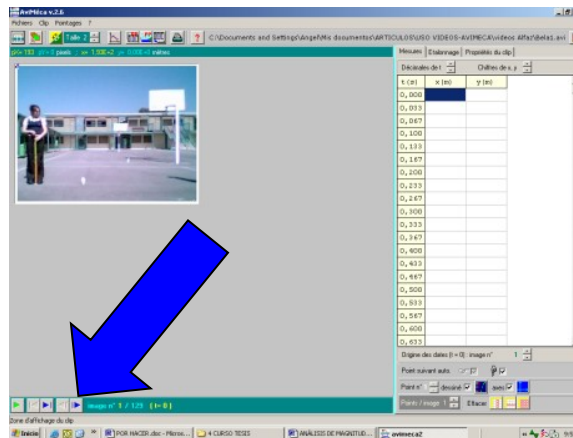 AviMéca v.2.6
Fichiers Clip Pointages ?
Taille 2
C:\Documents and Settings\Angel\Mis documentos\ARTICULOS\USO VIDEOS-AVIMECA\videos Alfaz\Bela1.avi
Mesures Etalonnage Propriétés du clip
Décimales de t Chiffres de x, y
t (s) x (m) y (m)
0,000
0,033
0,067
0,100
0,133
0,167
0,200
0,233
0,267
0,300
0,333
0,367
0,400
0,433
0,467
0,500
0,533
0,567
0,600
0,633
Origine des dates (t = 0): image n° 1
Point suivant auto.
Point n° dessiné axes
Points / image 1 Effacer
image n° 1 / 123 ( t= 0 )
Zone d'affichage du clip
Inicio POR HACER.doc - Micros... 4 CURSO TESIS ANÁLISIS DE MAGNITUD... avimeca2